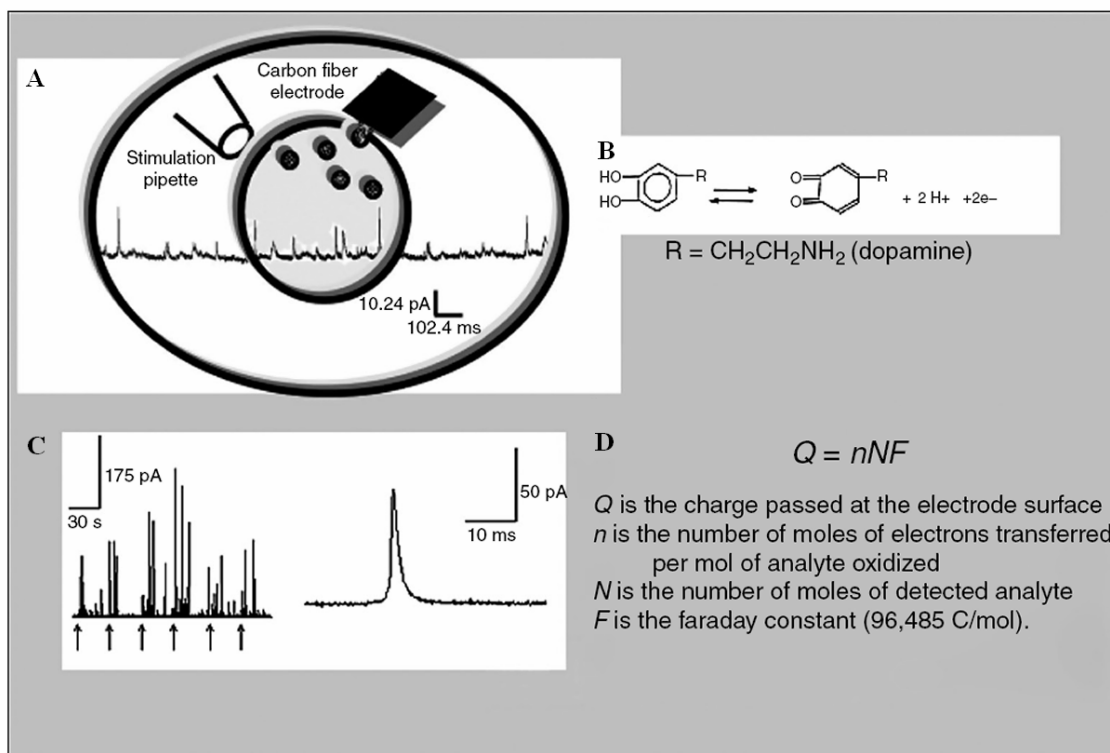 A
Carbon fiber
electrode
Stimulation
pipette
10.24 pA
102.4 ms
B
HO
HO
R
O
O
R
+ 2 H+ +2e–
R = CH₂CH₂NH₂ (dopamine)
C
175 pA
30 s
50 pA
10 ms
D
Q = nNF
Q is the charge passed at the electrode surface
n is the number of moles of electrons transferred
per mol of analyte oxidized
N is the number of moles of detected analyte
F is the faraday constant (96,485 C/mol).